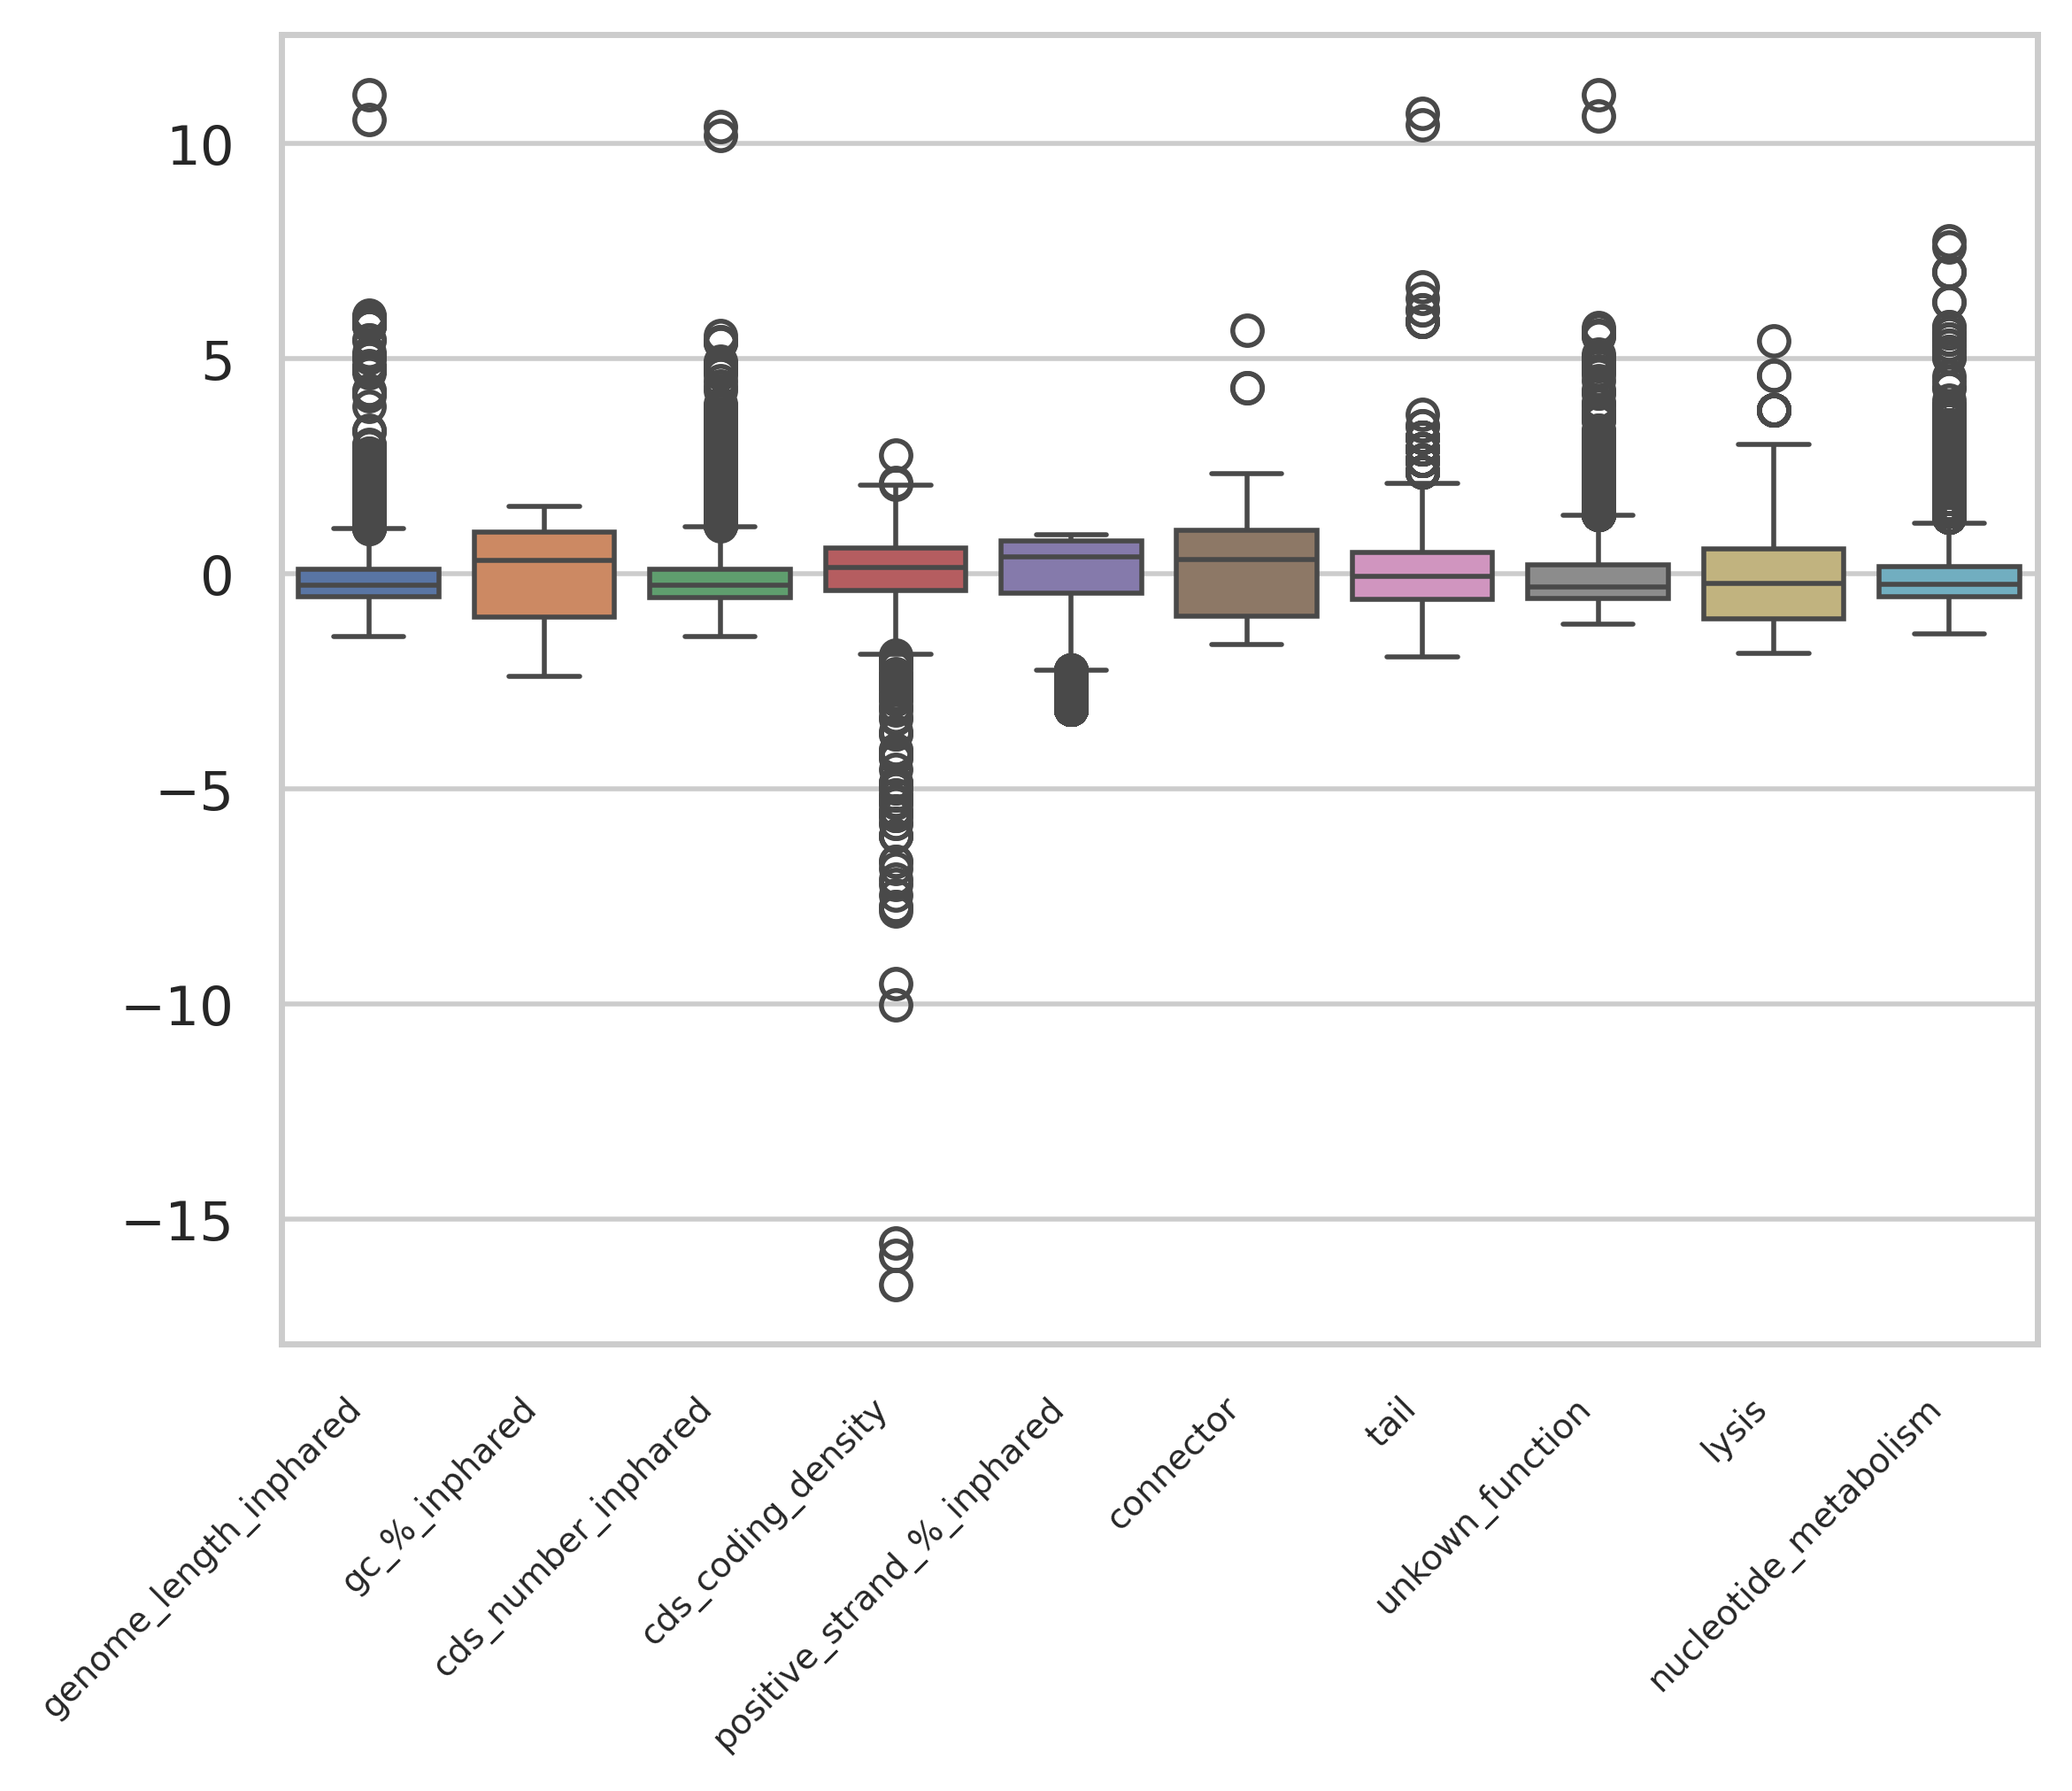 10
5
0
−5
−10
−15
genome_length_inphared
gc_%_inphared
cds_number_inphared
cds_coding_density
positive_strand_%_inphared
connector
tail
unkown_function
lysis
nucleotide_metabolism